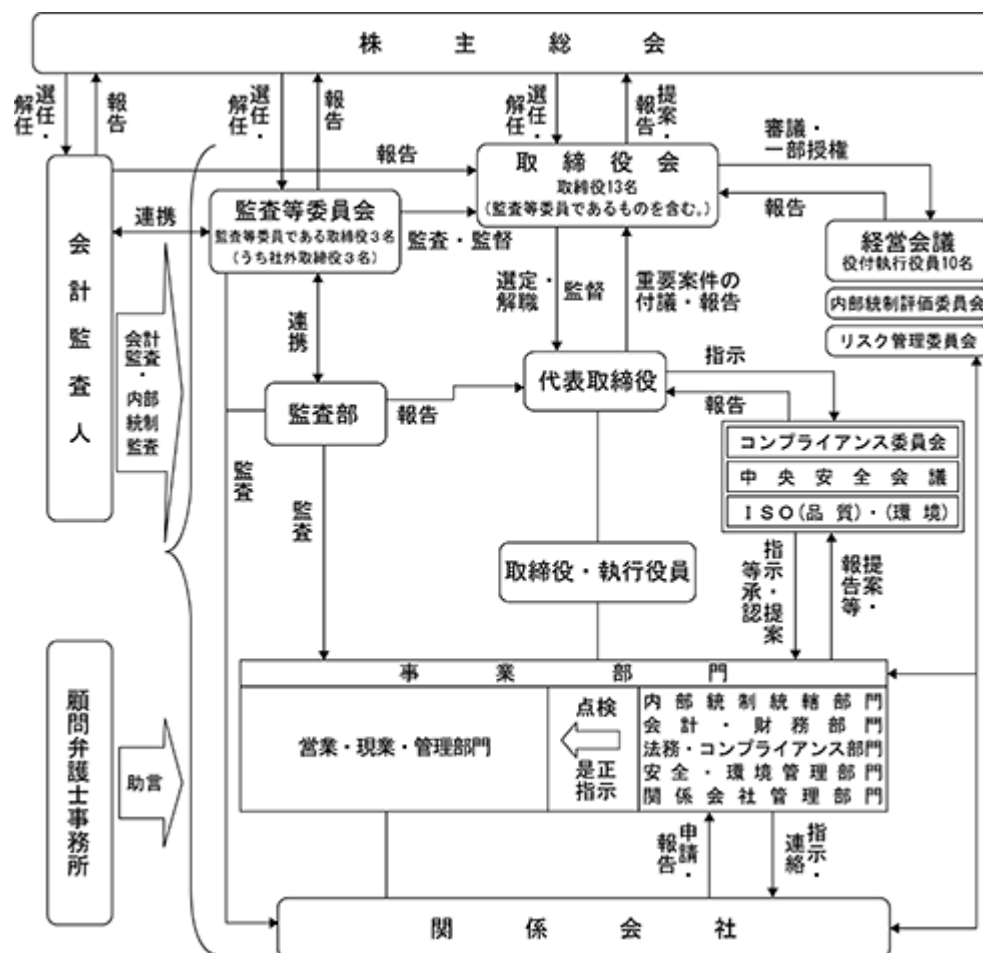 株主総会
選任・
解任
報告
選任・
解任
報告
選任・
解任
提案・
報告
審議・
一部授権
報告
取締役会
取締役13名
(監査等委員であるものを含む。)
報告
監査等委員会
監査等委員である取締役3名
(うち社外取締役3名)
連携
監査・監督
経営会議
役付執行役員10名
内部統制評価委員会
リスク管理委員会
会計監査人
会計
監査
・
内部
統制
監査
連携
選定・
解職
監督
重要案件の
付議・報告
代表取締役
指示
報告
監査部
報告
コンプライアンス委員会
中央安全会議
ISO(品質)・(環境)
監査
監査
取締役・執行役員
指示・提案
等承認
提案・
報告等
顧問弁護士事務所
助言
事業部門
営業・現業・管理部門
点検
是正
指示
内部統制統轄部門
会計・財務部門
法務・コンプライアンス部門
安全・環境管理部門
関係会社管理部門
申請・
報告
指示・
連絡
関係会社